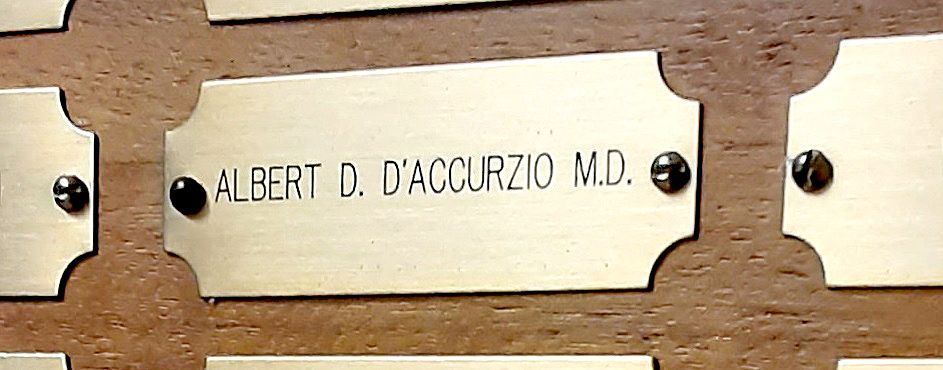 ALBERT D. D'ACCURZIO M.D.